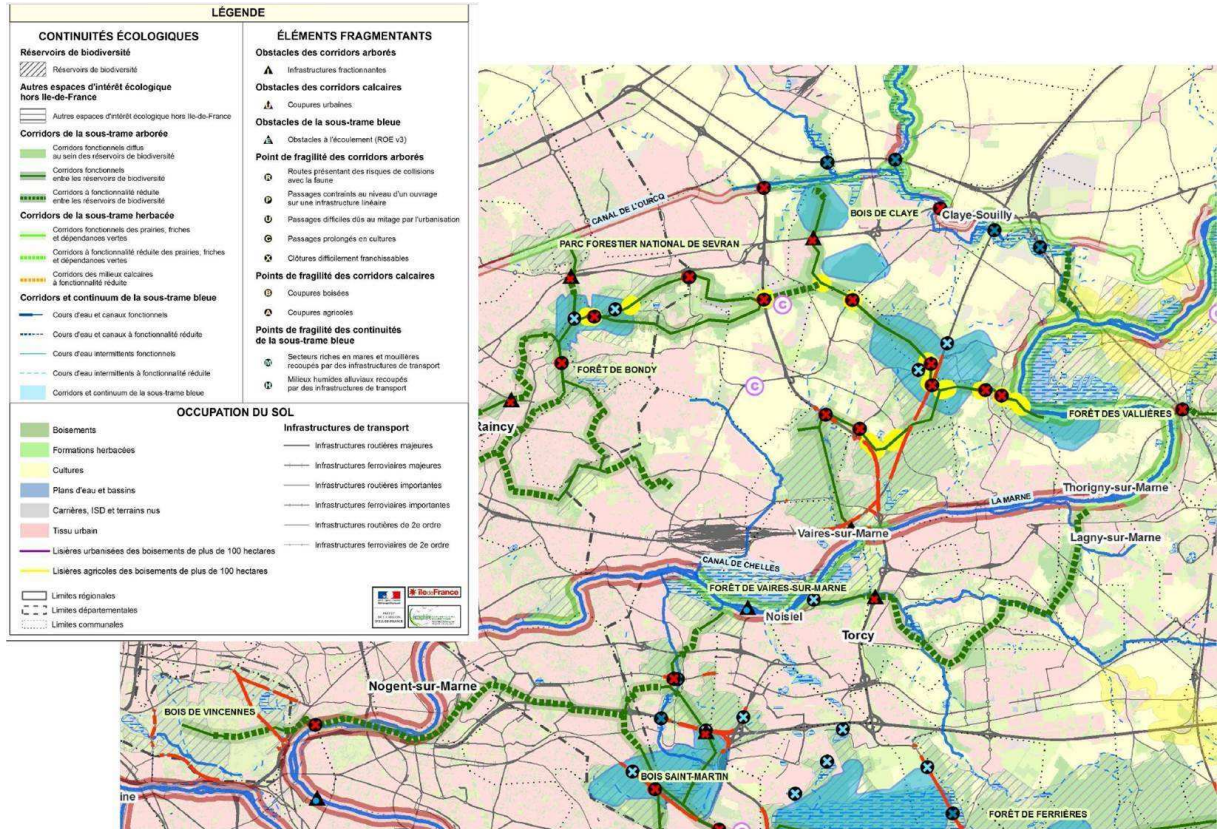 LÉGENDE
CONTINUITÉS ÉCOLOGIQUES
Réservoirs de biodiversité
Réservoirs de biodiversité
Autres espaces d'intérêt écologique
hors Ile-de-France
Autres espaces d'intérêt écologique hors Ile-de-France
Corridors de la sous-trame arborée
Corridors fonctionnels diffus
au sein des réservoirs de biodiversité
Corridors fonctionnels
entre les réservoirs de biodiversité
Corridors à fonctionnalité réduite
entre les réservoirs de biodiversité
Corridors de la sous-trame herbacée
Corridors fonctionnels des prairies, friches
et dépendances vertes
Corridors à fonctionnalité réduite des prairies, friches
et dépendances vertes
Corridors des milieux calcaires
à fonctionnalité réduite
Corridors et continuum de la sous-trame bleue
Cours d'eau et canaux fonctionnels
Cours d'eau et canaux à fonctionnalité réduite
Cours d'eau intermittents fonctionnels
Cours d'eau intermittents à fonctionnalité réduite
Corridors et continuum de la sous-trame bleue
ÉLÉMENTS FRAGMENTANTS
Obstacles des corridors arborés
Infrastructures fractionnantes
Obstacles des corridors calcaires
Coupures urbaines
Obstacles de la sous-trame bleue
Obstacles à l'écoulement (ROE v3)
Point de fragilité des corridors arborés
R Routes présentant des risques de collisions
avec la faune
P Passages contraints au niveau d'un ouvrage
sur une infrastructure linéaire
U Passages difficiles dûs au mitage par l'urbanisation
C Passages prolongés en cultures
Clôtures difficilement franchissables
Points de fragilité des corridors calcaires
B Coupures boisées
A Coupures agricoles
Points de fragilité des continuités
de la sous-trame bleue
M Secteurs riches en mares et mouillères
recoupés par des infrastructures de transport
H Milieux humides alluviaux recoupés
par des infrastructures de transport
OCCUPATION DU SOL
Boisements
Formations herbacées
Cultures
Plans d'eau et bassins
Carrières, ISD et terrains nus
Tissu urbain
Lisières urbanisées des boisements de plus de 100 hectares
Lisières agricoles des boisements de plus de 100 hectares
Limites régionales
Limites départementales
Limites communales
Infrastructures de transport
Infrastructures routières majeures
Infrastructures ferroviaires majeures
Infrastructures routières importantes
Infrastructures ferroviaires importantes
Infrastructures routières de 2e ordre
Infrastructures ferroviaires de 2e ordre
îledeFrance
CANAL DE L'OURCQ
BOIS DE CLAYE
Claye-Souilly
PARC FORESTIER NATIONAL DE SEVRAN
C
FORÊT DE BONDY
C
Raincy
FORÊT DES VALLIÈRES
Thorigny-sur-Marne
LA MARNE
Vaires-sur-Marne
Lagny-sur-Marne
CANAL DE CHELLES
FORÊT DE VAIRES-SUR-MARNE
Noisiel
Torcy
Nogent-sur-Marne
BOIS DE VINCENNES
BOIS SAINT-MARTIN
ine
FORÊT DE FERRIÈRES
C